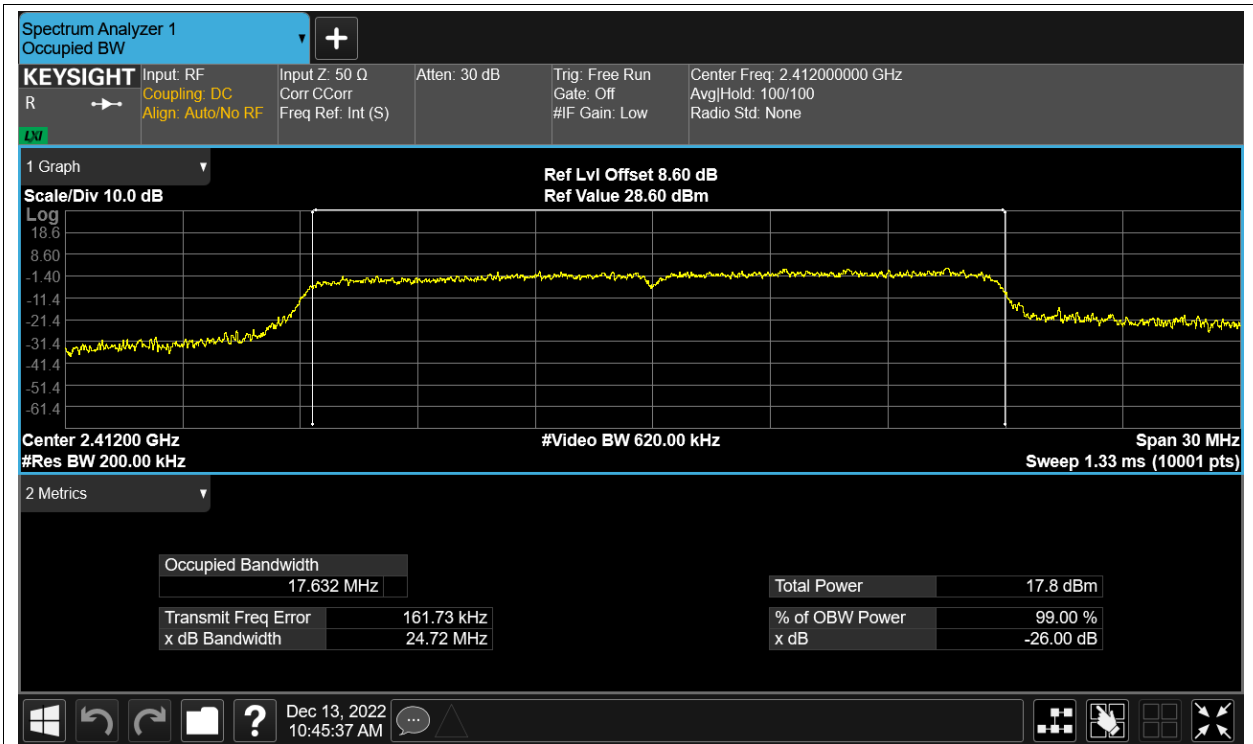 Spectrum Analyzer 1
Occupied BW
KEYSIGHT
R
LXI
Input: RF
Coupling: DC
Align: Auto/No RF
Input Z: 50 Ω
Corr CCorr
Freq Ref: Int (S)
Atten: 30 dB
Trig: Free Run
Gate: Off
#IF Gain: Low
Center Freq: 2.412000000 GHz
Avg|Hold: 100/100
Radio Std: None
1 Graph
Scale/Div 10.0 dB
Ref Lvl Offset 8.60 dB
Ref Value 28.60 dBm
Log
18.6
8.60
-1.40
-11.4
-21.4
-31.4
-41.4
-51.4
-61.4
Center 2.41200 GHz
#Res BW 200.00 kHz
#Video BW 620.00 kHz
Span 30 MHz
Sweep 1.33 ms (10001 pts)
2 Metrics
Occupied Bandwidth
17.632 MHz
Transmit Freq Error 161.73 kHz
x dB Bandwidth 24.72 MHz
Total Power 17.8 dBm
% of OBW Power 99.00 %
x dB -26.00 dB
?
Dec 13, 2022
10:45:37 AM